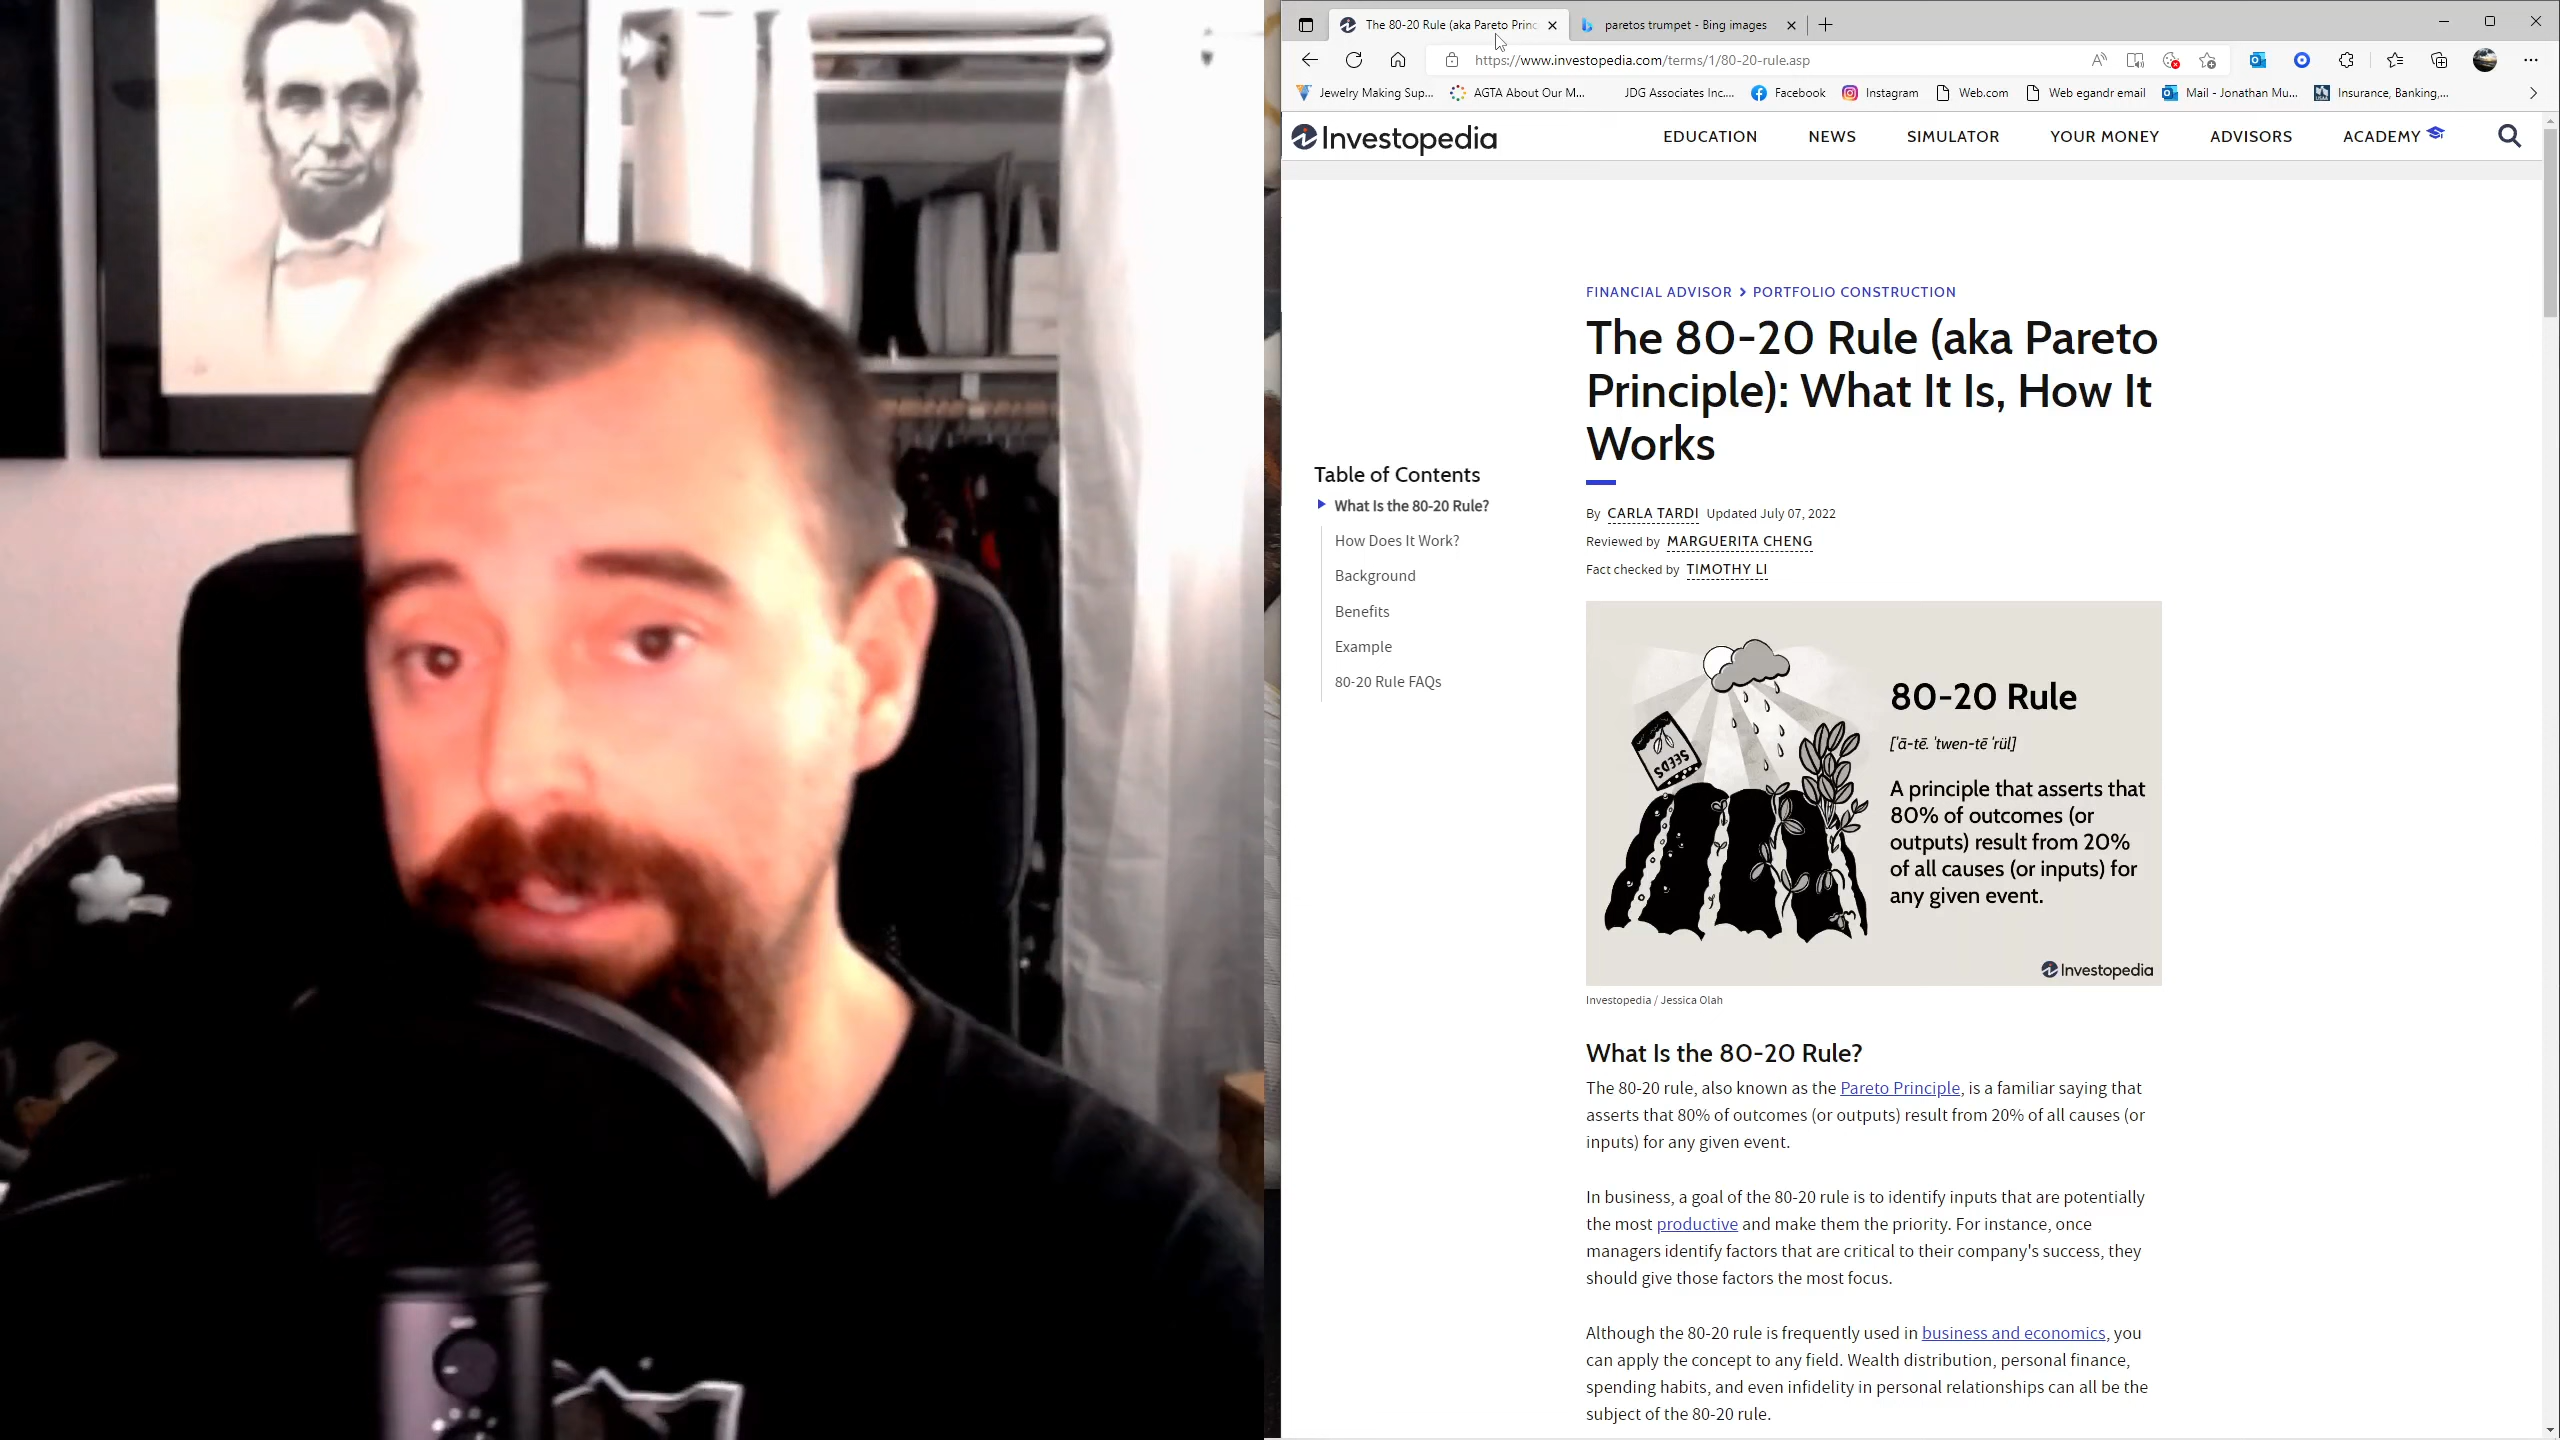 The 80-20 Rule (aka Pareto Princ
paretos trumpet - Bing images
https://www.investopedia.com/terms/1/80-20-rule.asp
Jewelry Making Sup...
AGTA About Our M...
JDG Associates Inc....
Facebook
Instagram
Web.com
Web egandr email
Mail - Jonathan Mu...
Insurance, Banking,...
Investopedia
EDUCATION
NEWS
SIMULATOR
YOUR MONEY
ADVISORS
ACADEMY
FINANCIAL ADVISOR > PORTFOLIO CONSTRUCTION
The 80-20 Rule (aka Pareto
Principle): What It Is, How It
Works
By CARLA TARDI Updated July 07, 2022
Reviewed by MARGUERITA CHENG
Fact checked by TIMOTHY LI
Table of Contents
What Is the 80-20 Rule?
How Does It Work?
Background
Benefits
Example
80-20 Rule FAQs
SEEDS
80-20 Rule
['ā-tē. 'twen-tē 'rül]
A principle that asserts that
80% of outcomes (or
outputs) result from 20%
of all causes (or inputs) for
any given event.
Investopedia
Investopedia / Jessica Olah
What Is the 80-20 Rule?
The 80-20 rule, also known as the Pareto Principle, is a familiar saying that
asserts that 80% of outcomes (or outputs) result from 20% of all causes (or
inputs) for any given event.
In business, a goal of the 80-20 rule is to identify inputs that are potentially
the most productive and make them the priority. For instance, once
managers identify factors that are critical to their company's success, they
should give those factors the most focus.
Although the 80-20 rule is frequently used in business and economics, you
can apply the concept to any field. Wealth distribution, personal finance,
spending habits, and even infidelity in personal relationships can all be the
subject of the 80-20 rule.